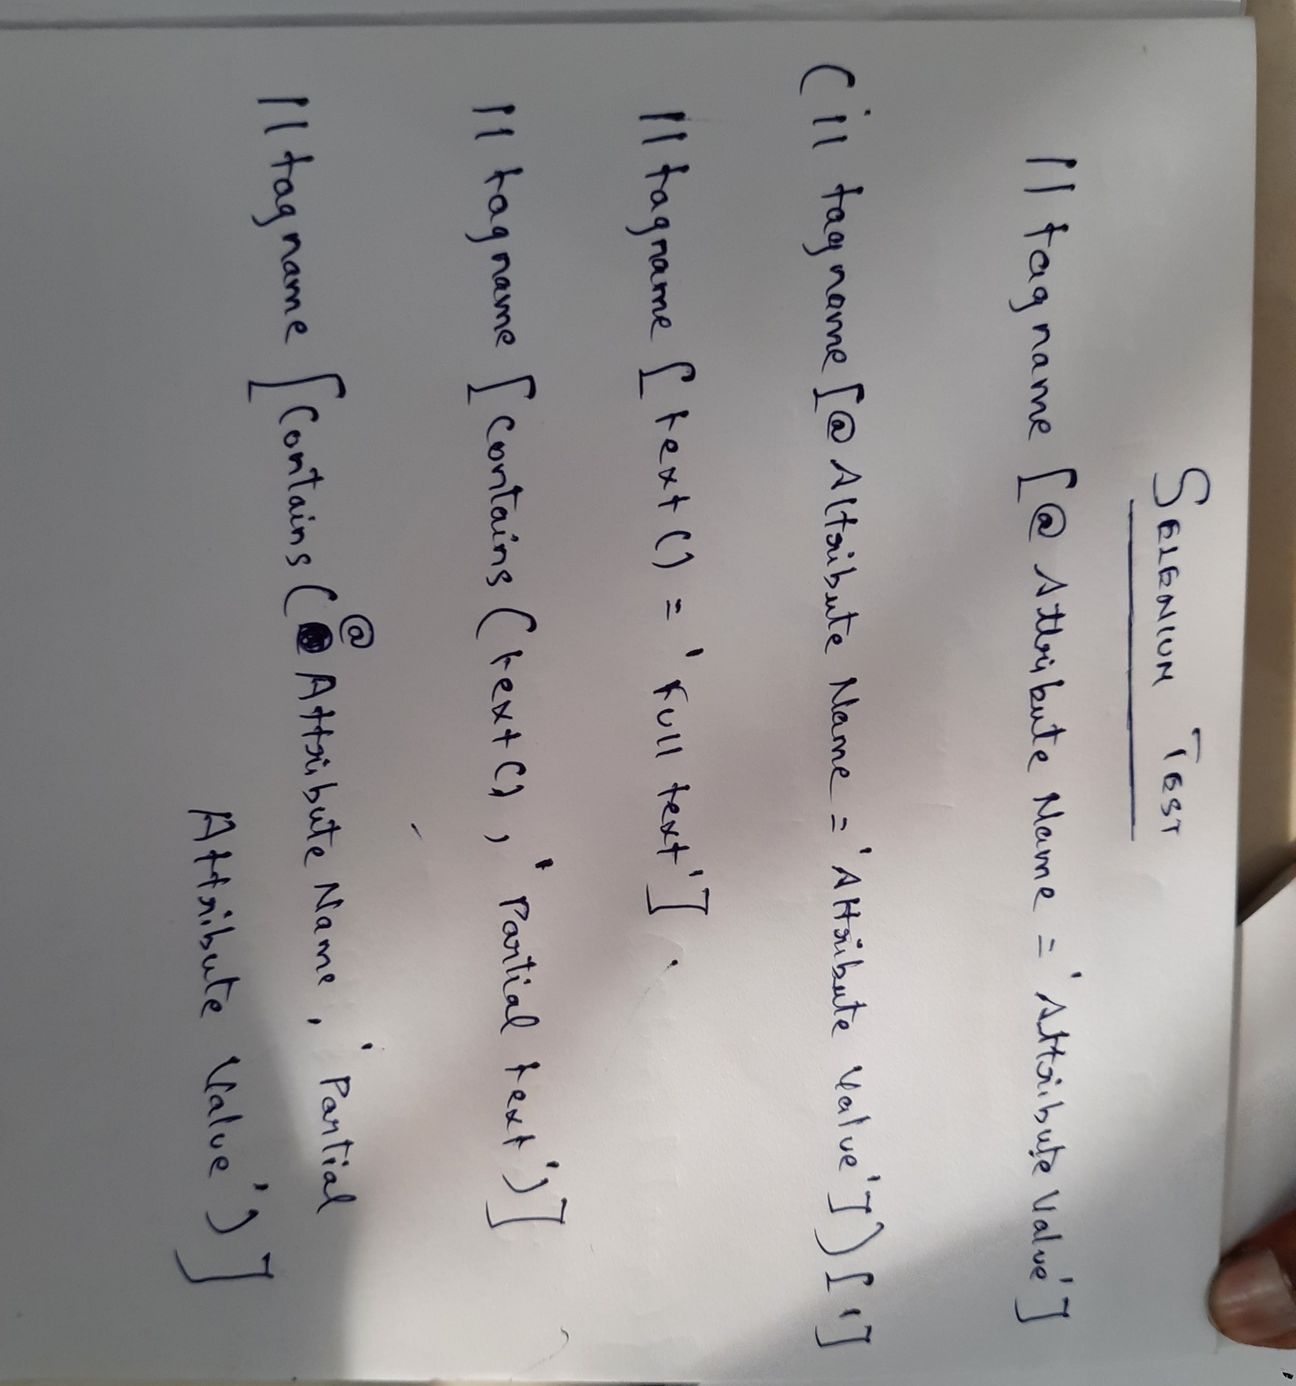 SELENIUM TEST
// tagname [@ Attribute Name = 'Attribute Value']
(// tagname [@ Attribute Name = 'Attribute Value'])[1]
// tagname [text() = 'Full text'].
// tagname [Contains (text(), 'Partial text')]
// tagname [Contains (@ Attribute Name, 'Partial
Attribute Value')]